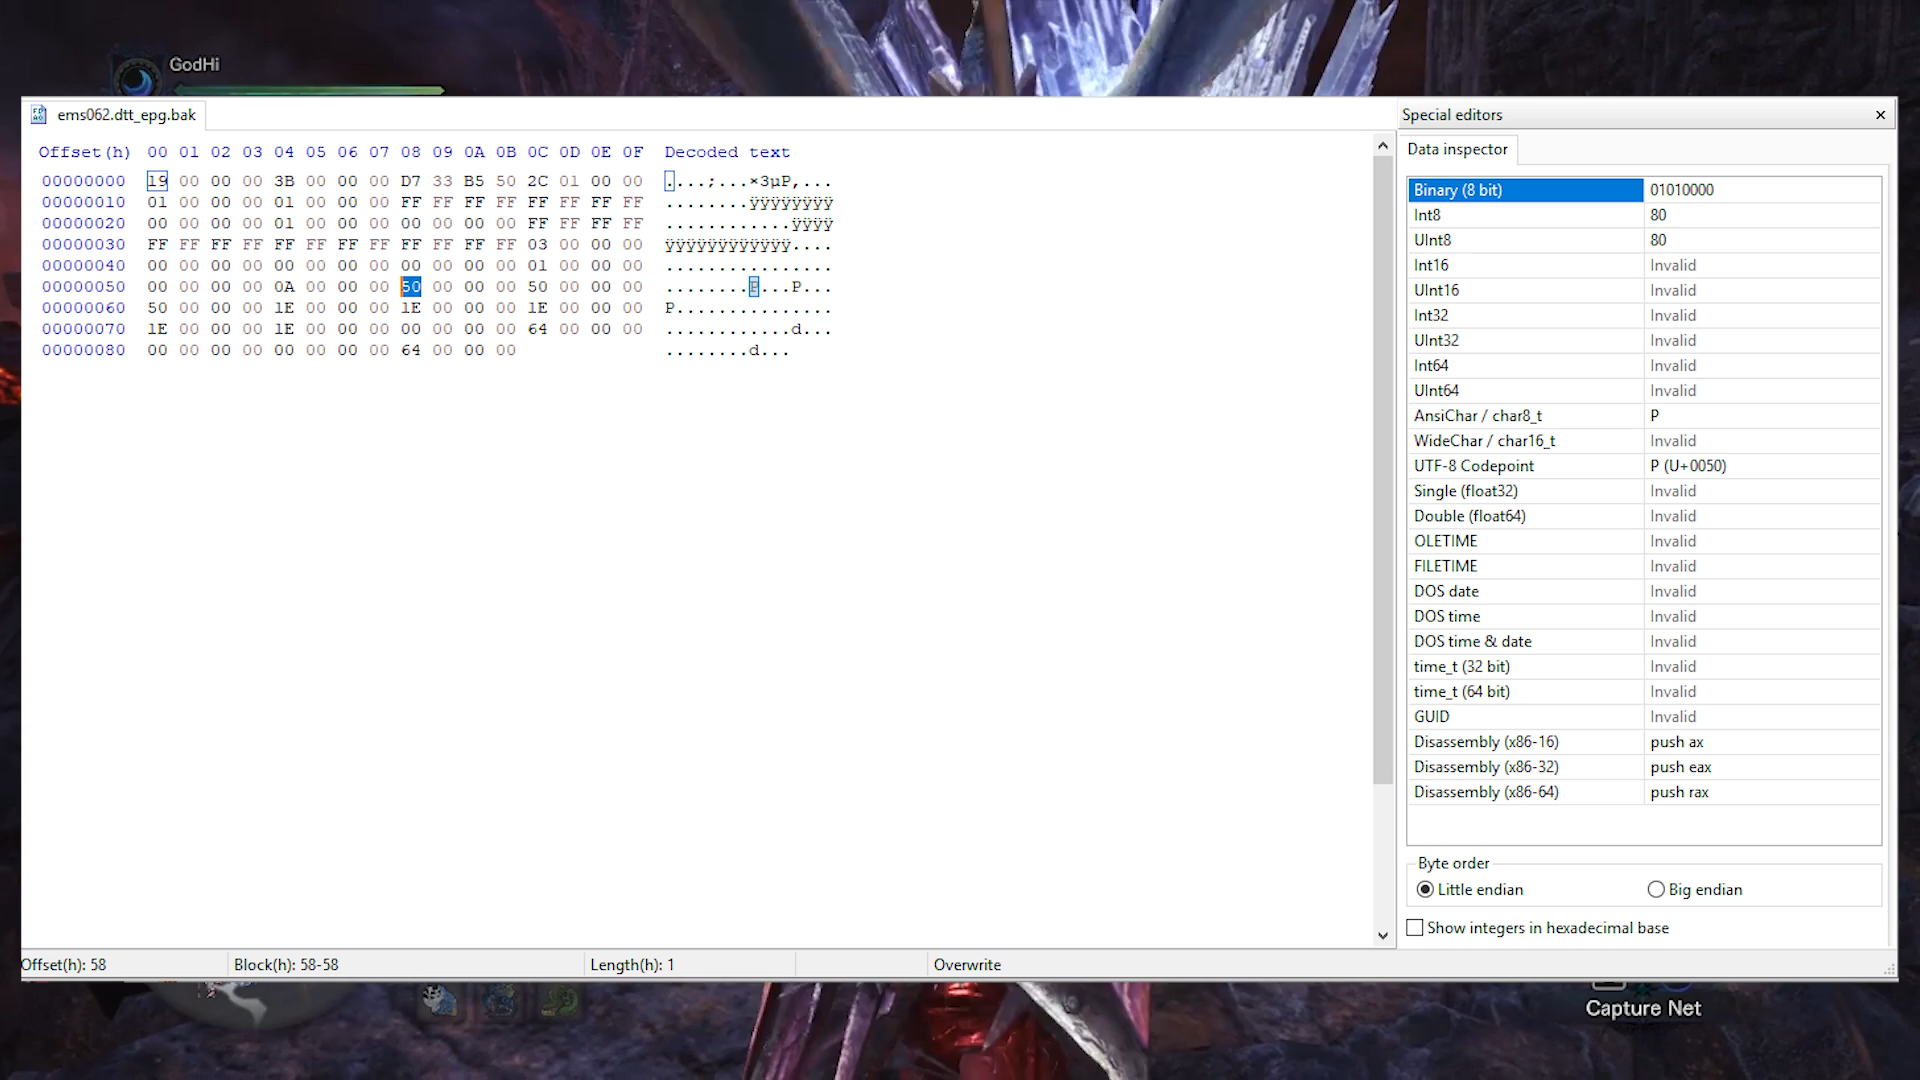 GodHi
ems062.dtt_epg.bak
Special editors
Data inspector
Offset(h) 00 01 02 03 04 05 06 07 08 09 0A 0B 0C 0D 0E 0F Decoded text
00000000 19 00 00 00 3B 00 00 00 D7 33 B5 50 2C 01 00 00 ....;...×3µP,...
00000010 01 00 00 00 01 00 00 00 FF FF FF FF FF FF FF FF ........ÿÿÿÿÿÿÿÿ
00000020 00 00 00 00 01 00 00 00 00 00 00 00 FF FF FF FF ............ÿÿÿÿ
00000030 FF FF FF FF FF FF FF FF FF FF FF FF 03 00 00 00 ÿÿÿÿÿÿÿÿÿÿÿÿ....
00000040 00 00 00 00 00 00 00 00 00 00 00 00 01 00 00 00 ................
00000050 00 00 00 00 0A 00 00 00 50 00 00 00 50 00 00 00 ........P...P...
00000060 50 00 00 00 1E 00 00 00 1E 00 00 00 1E 00 00 00 P...............
00000070 1E 00 00 00 1E 00 00 00 00 00 00 00 64 00 00 00 ............d...
00000080 00 00 00 00 00 00 00 00 64 00 00 00 ........d...
Binary (8 bit) 01010000
Int8 80
UInt8 80
Int16 Invalid
UInt16 Invalid
Int32 Invalid
UInt32 Invalid
Int64 Invalid
UInt64 Invalid
AnsiChar / char8_t P
WideChar / char16_t Invalid
UTF-8 Codepoint P (U+0050)
Single (float32) Invalid
Double (float64) Invalid
OLETIME Invalid
FILETIME Invalid
DOS date Invalid
DOS time Invalid
DOS time & date Invalid
time_t (32 bit) Invalid
time_t (64 bit) Invalid
GUID Invalid
Disassembly (x86-16) push ax
Disassembly (x86-32) push eax
Disassembly (x86-64) push rax
Byte order
Little endian Big endian
Show integers in hexadecimal base
Offset(h): 58 Block(h): 58-58 Length(h): 1 Overwrite
Capture Net